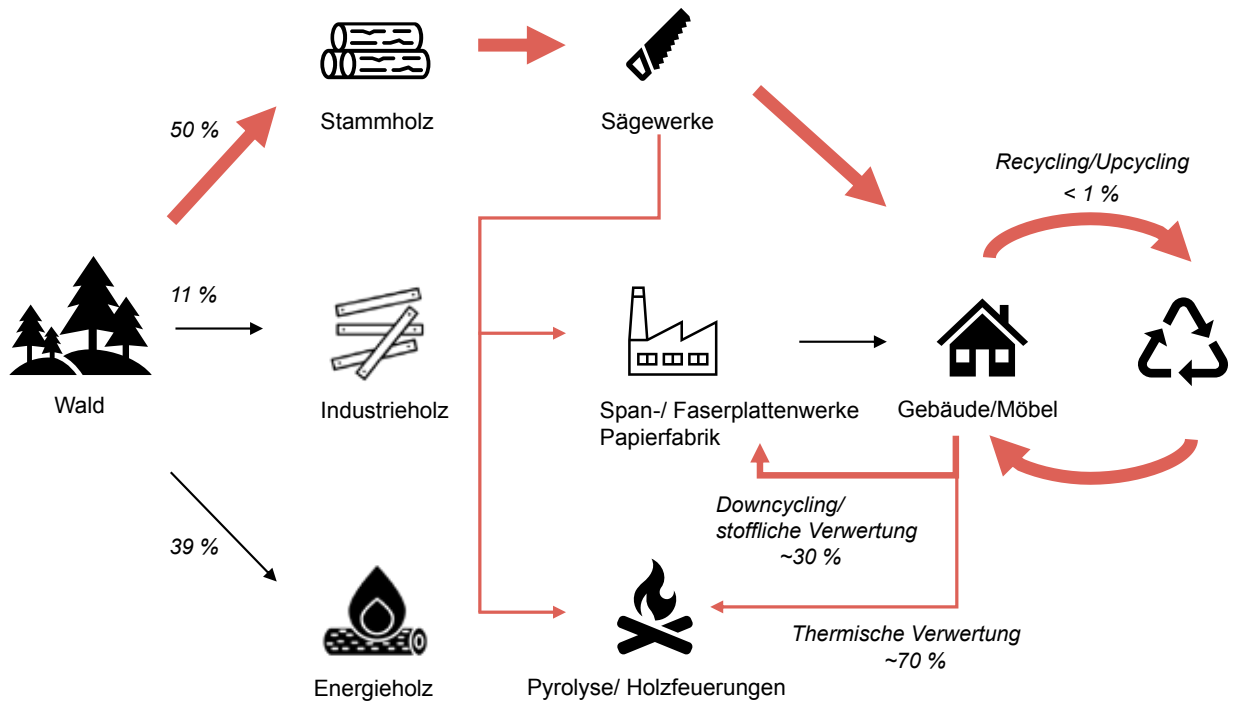 50 %
Stammholz
Sägewerke
Recycling/Upcycling
< 1 %
11 %
Wald
Industrieholz
Span-/ Faserplattenwerke
Papierfabrik
Gebäude/Möbel
Downcycling/
stoffliche Verwertung
~30 %
39 %
Thermische Verwertung
~70 %
Energieholz
Pyrolyse/ Holzfeuerungen